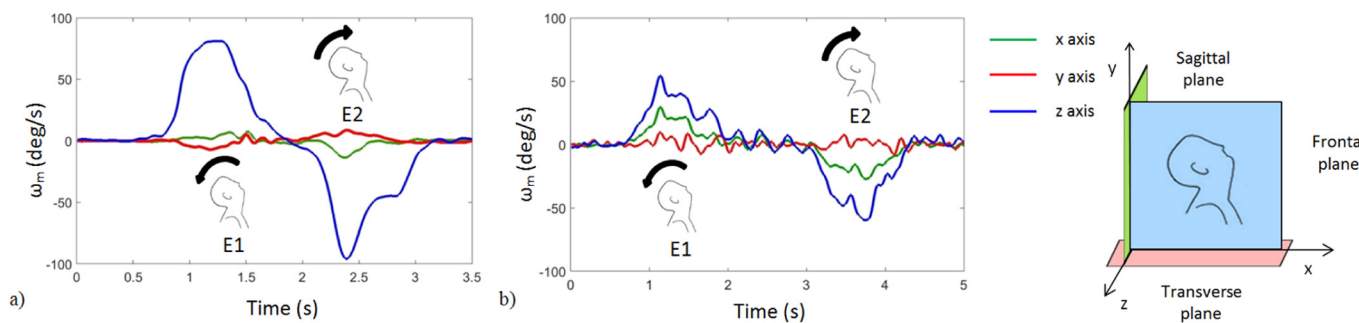 100
50
0
-50
-100
ωm (deg/s)
0
0.5
1
1.5
2
2.5
3
3.5
Time (s)
E1
E2
a)
100
50
0
-50
-100
ωm (deg/s)
0
1
2
3
4
5
Time (s)
E1
E2
b)
x axis
y axis
z axis
y
Sagittal
plane
Fronta
plane
x
z
Transverse
plane